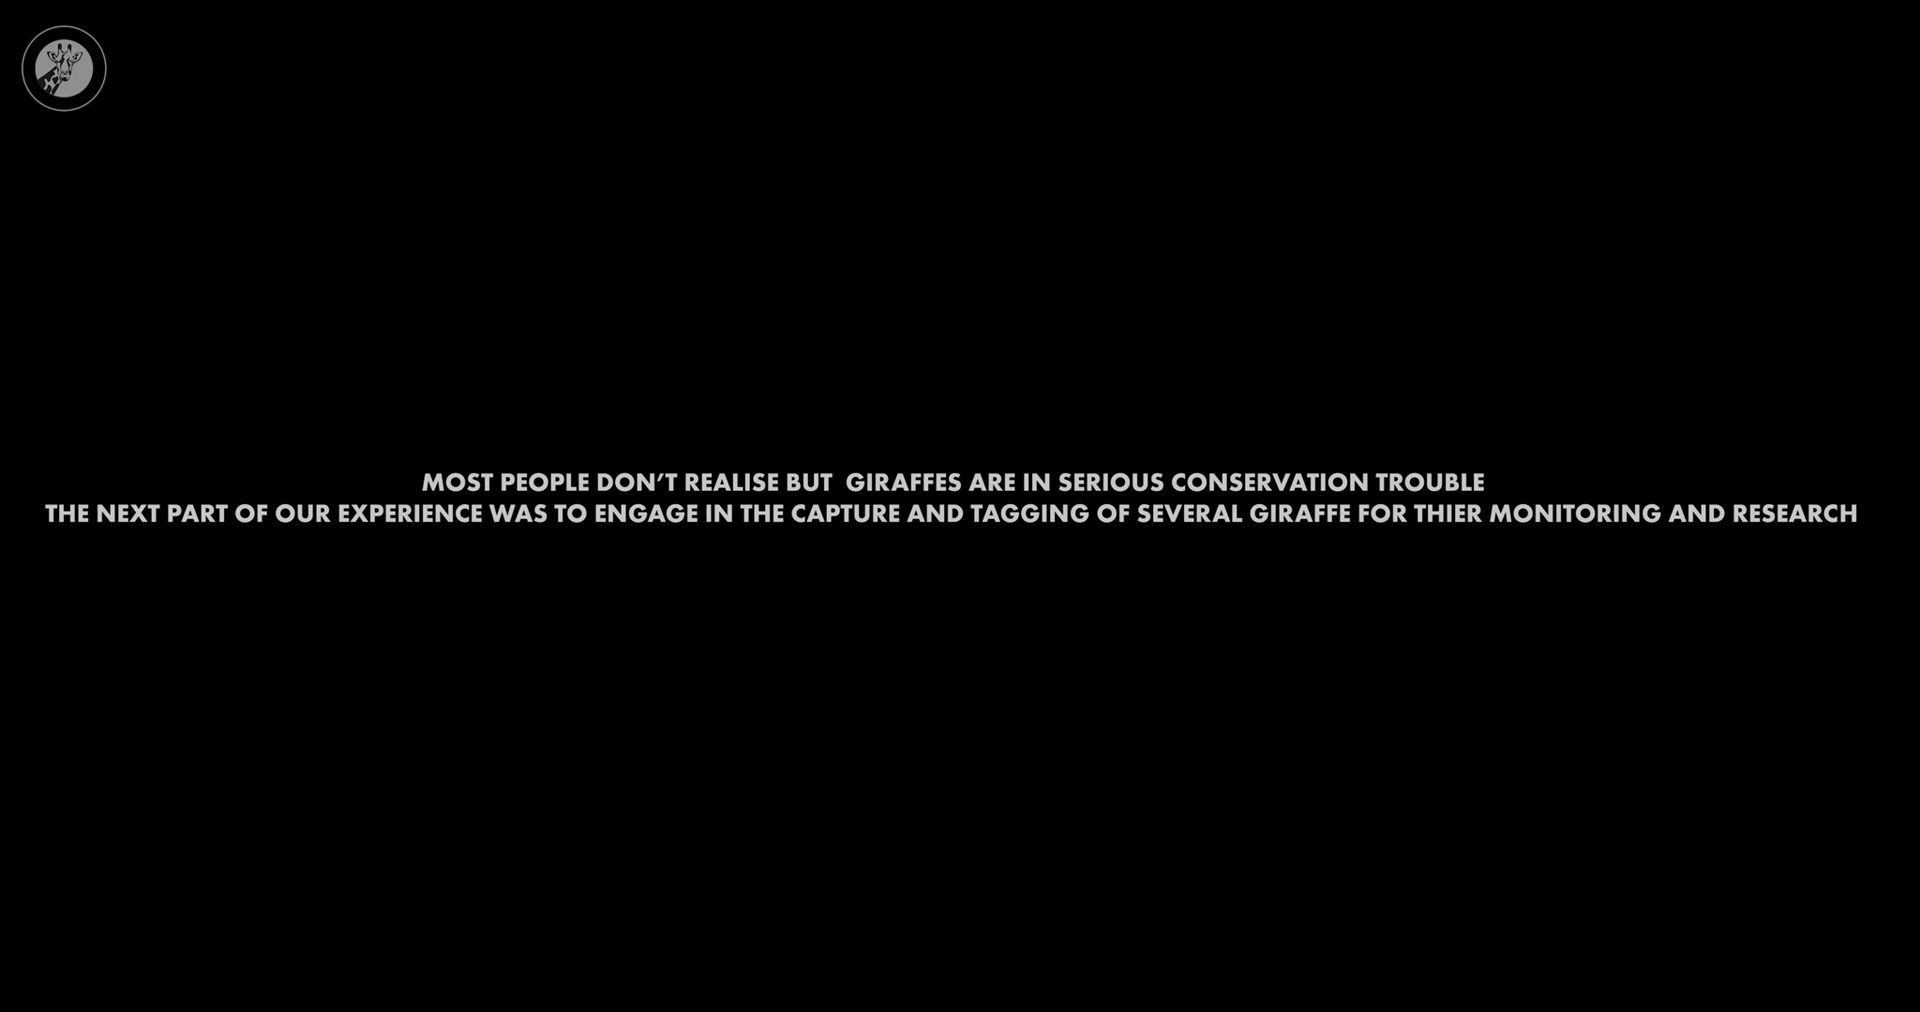 MOST PEOPLE DON’T REALISE BUT  GIRAFFES ARE IN SERIOUS CONSERVATION TROUBLE
THE NEXT PART OF OUR EXPERIENCE WAS TO ENGAGE IN THE CAPTURE AND TAGGING OF SEVERAL GIRAFFE FOR THIER MONITORING AND RESEARCH